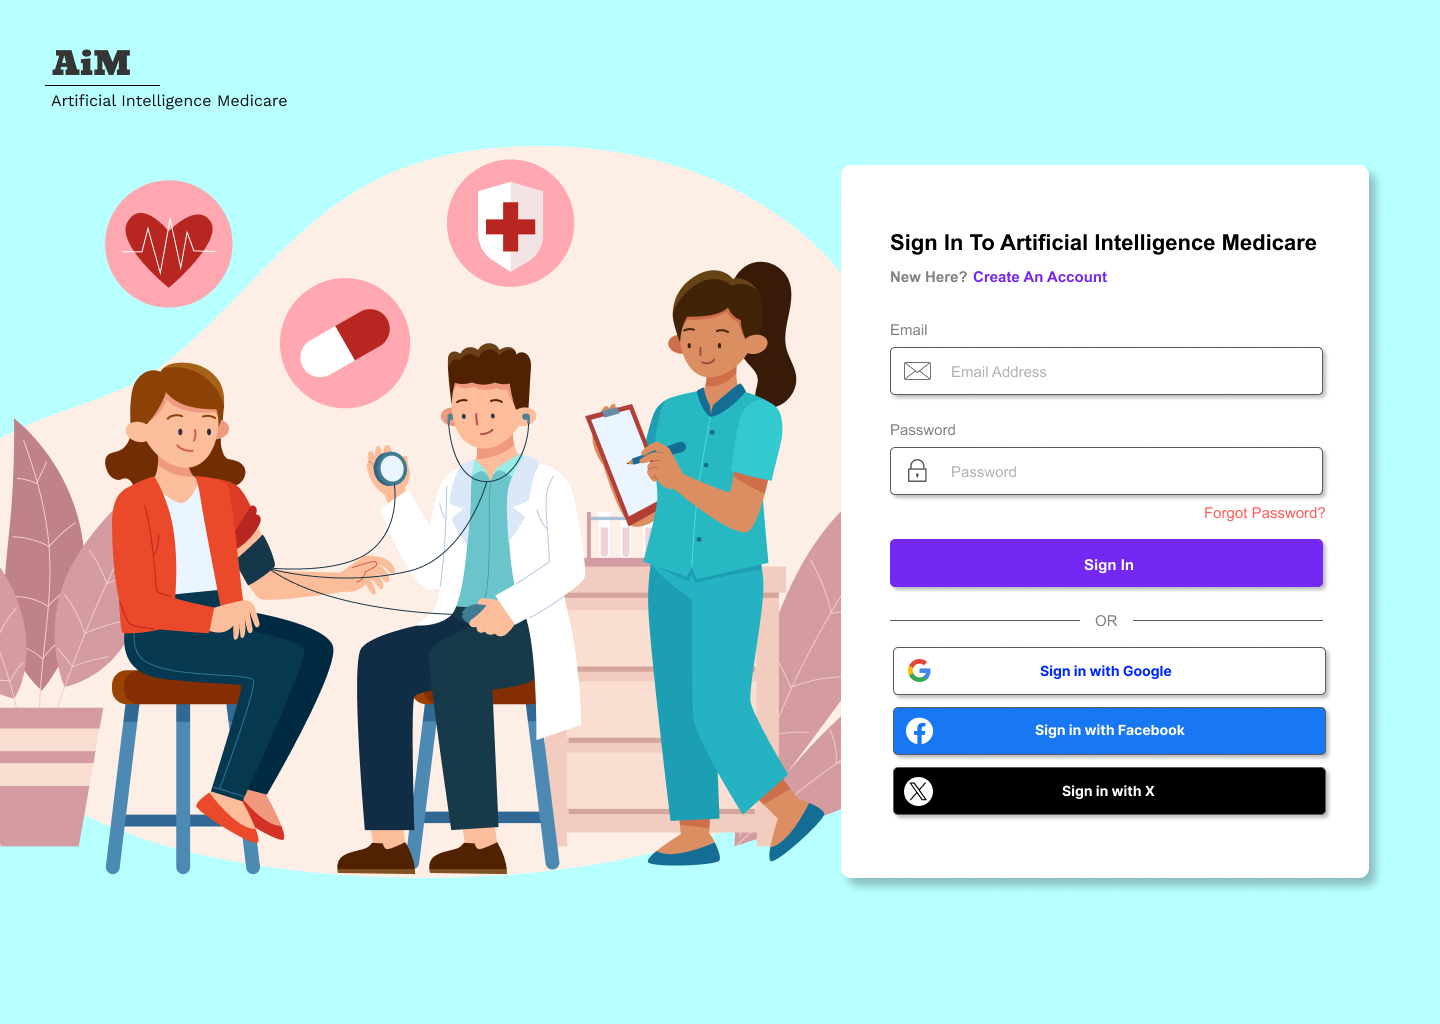 AiM
Artificial Intelligence Medicare
Sign In To Artificial Intelligence Medicare
New Here? Create An Account
Email
Email Address
Password
Password
Forgot Password?
Sign In
OR
Sign in with Google
Sign in with Facebook
Sign in with X